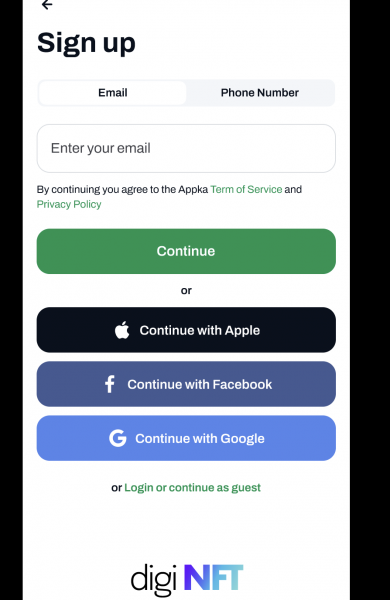 Sign up
Email
Phone Number
Enter your email
By continuing you agree to the Appka Term of Service and
Privacy Policy
Continue
or
Continue with Apple
Continue with Facebook
Continue with Google
or Login or continue as guest
digi NFT